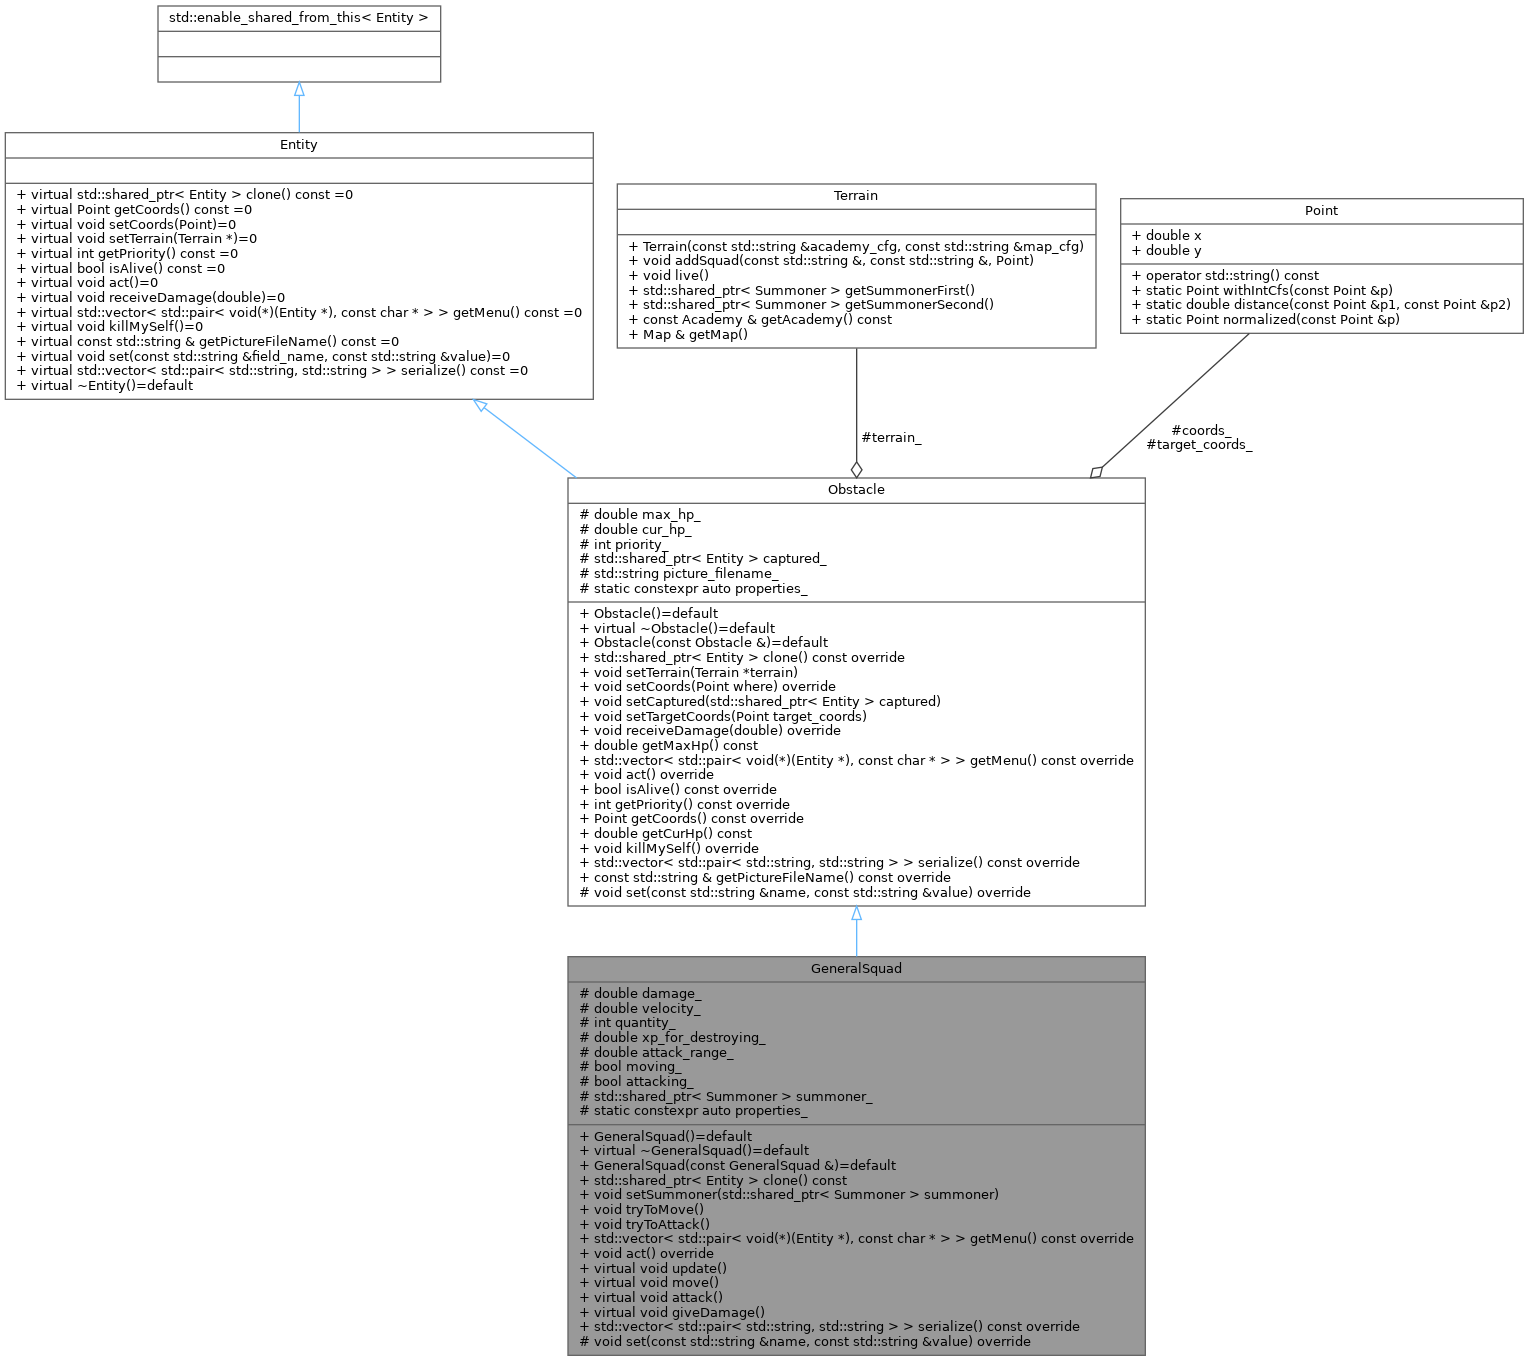 std::enable_shared_from_this< Entity >
Entity
+ virtual std::shared_ptr< Entity > clone() const =0
+ virtual Point getCoords() const =0
+ virtual void setCoords(Point)=0
+ virtual void setTerrain(Terrain *)=0
+ virtual int getPriority() const =0
+ virtual bool isAlive() const =0
+ virtual void act()=0
+ virtual void receiveDamage(double)=0
+ virtual std::vector< std::pair< void(*)(Entity *), const char * > > getMenu() const =0
+ virtual void killMySelf()=0
+ virtual const std::string & getPictureFileName() const =0
+ virtual void set(const std::string &field_name, const std::string &value)=0
+ virtual std::vector< std::pair< std::string, std::string > > serialize() const =0
+ virtual ~Entity()=default
Terrain
+ Terrain(const std::string &academy_cfg, const std::string &map_cfg)
+ void addSquad(const std::string &, const std::string &, Point)
+ void live()
+ std::shared_ptr< Summoner > getSummonerFirst()
+ std::shared_ptr< Summoner > getSummonerSecond()
+ const Academy & getAcademy() const
+ Map & getMap()
Point
+ double x
+ double y
+ operator std::string() const
+ static Point withIntCfs(const Point &p)
+ static double distance(const Point &p1, const Point &p2)
+ static Point normalized(const Point &p)
#terrain_
#coords_
#target_coords_
Obstacle
# double max_hp_
# double cur_hp_
# int priority_
# std::shared_ptr< Entity > captured_
# std::string picture_filename_
# static constexpr auto properties_
+ Obstacle()=default
+ virtual ~Obstacle()=default
+ Obstacle(const Obstacle &)=default
+ std::shared_ptr< Entity > clone() const override
+ void setTerrain(Terrain *terrain)
+ void setCoords(Point where) override
+ void setCaptured(std::shared_ptr< Entity > captured)
+ void setTargetCoords(Point target_coords)
+ void receiveDamage(double) override
+ double getMaxHp() const
+ std::vector< std::pair< void(*)(Entity *), const char * > > getMenu() const override
+ void act() override
+ bool isAlive() const override
+ int getPriority() const override
+ Point getCoords() const override
+ double getCurHp() const
+ void killMySelf() override
+ std::vector< std::pair< std::string, std::string > > serialize() const override
+ const std::string & getPictureFileName() const override
# void set(const std::string &name, const std::string &value) override
GeneralSquad
# double damage_
# double velocity_
# int quantity_
# double xp_for_destroying_
# double attack_range_
# bool moving_
# bool attacking_
# std::shared_ptr< Summoner > summoner_
# static constexpr auto properties_
+ GeneralSquad()=default
+ virtual ~GeneralSquad()=default
+ GeneralSquad(const GeneralSquad &)=default
+ std::shared_ptr< Entity > clone() const
+ void setSummoner(std::shared_ptr< Summoner > summoner)
+ void tryToMove()
+ void tryToAttack()
+ std::vector< std::pair< void(*)(Entity *), const char * > > getMenu() const override
+ void act() override
+ virtual void update()
+ virtual void move()
+ virtual void attack()
+ virtual void giveDamage()
+ std::vector< std::pair< std::string, std::string > > serialize() const override
# void set(const std::string &name, const std::string &value) override